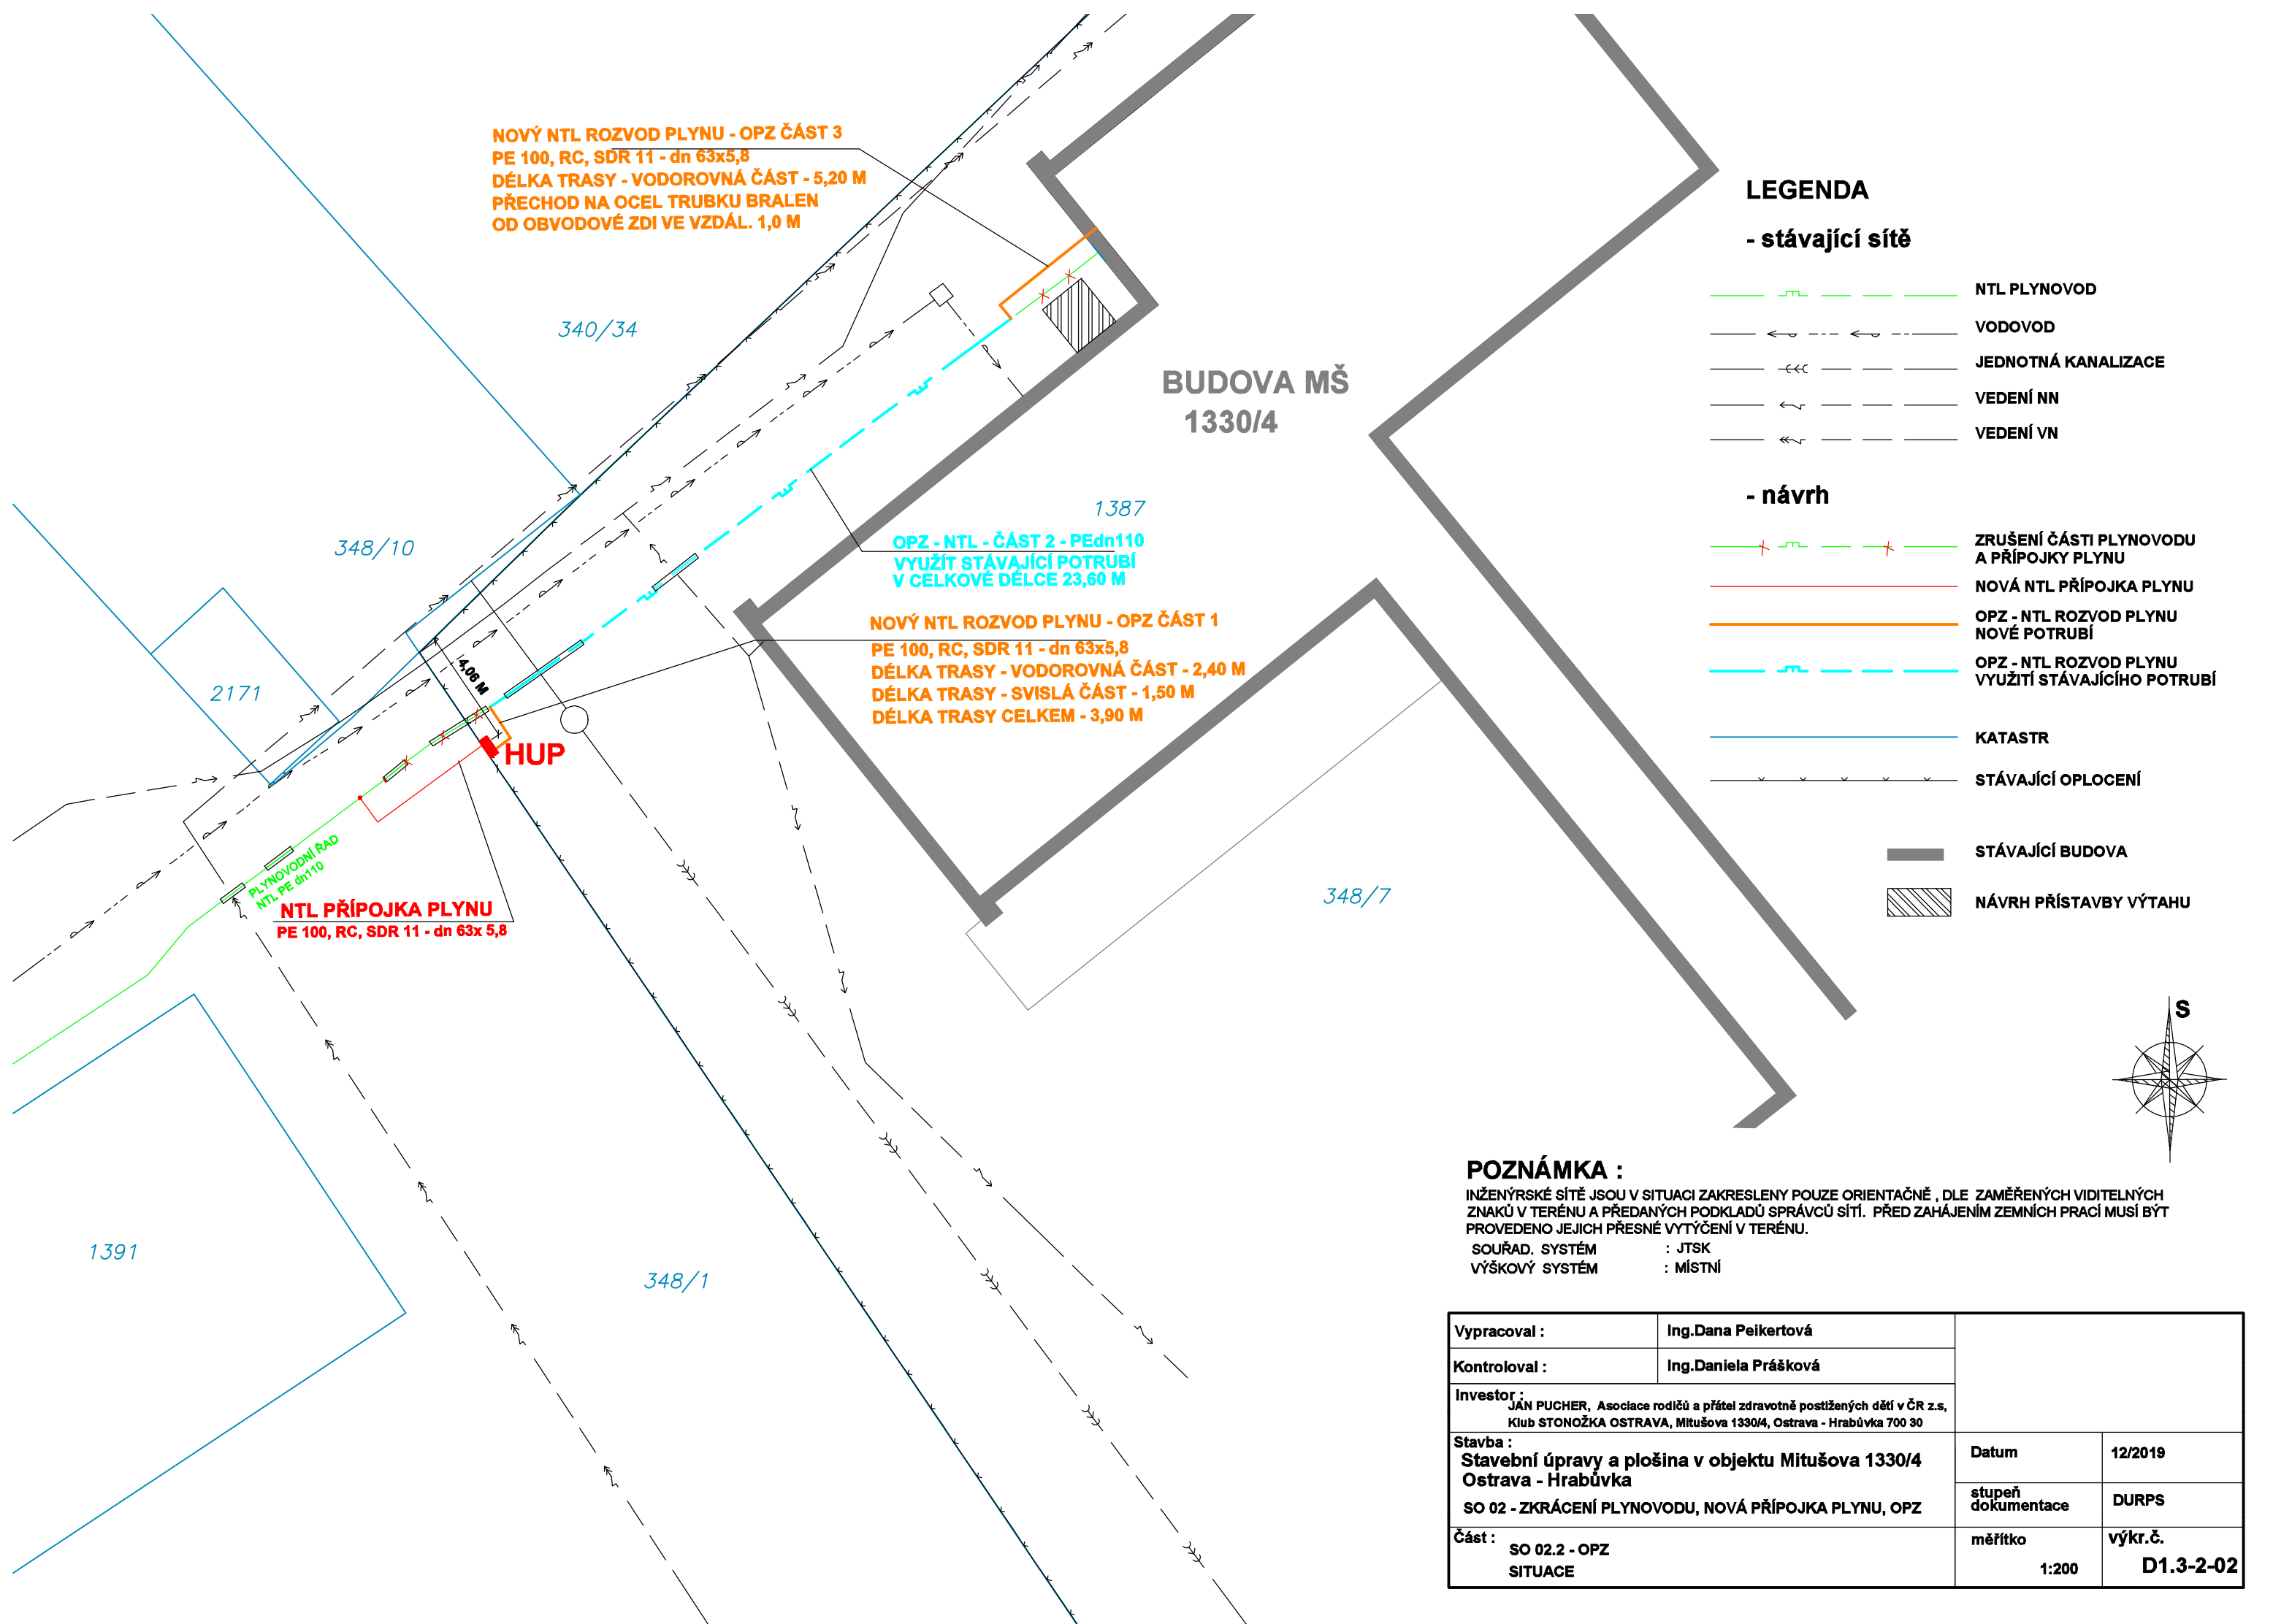 NOVÝ NTL ROZVOD PLYNU - OPZ ČÁST 3
PE 100, RC, SDR 11 - dn 63x5,8
DÉLKA TRASY - VODOROVNÁ ČÁST - 5,20 M
PŘECHOD NA OCEL TRUBKU BRALEN
OD OBVODOVÉ ZDI VE VZDÁL. 1,0 M
340/34
348/10
2171
BUDOVA MŠ
1330/4
1387
OPZ - NTL - ČÁST 2 - PEdn110
VYUŽÍT STÁVAJÍCÍ POTRUBÍ
V CELKOVÉ DÉLCE 23,60 M
NOVÝ NTL ROZVOD PLYNU - OPZ ČÁST 1
PE 100, RC, SDR 11 - dn 63x5,8
DÉLKA TRASY - VODOROVNÁ ČÁST - 2,40 M
DÉLKA TRASY - SVISLÁ ČÁST - 1,50 M
DÉLKA TRASY CELKEM - 3,90 M
4,06 M
HUP
PLYNOVODNÍ ŘAD
NTL PE dn110
NTL PŘÍPOJKA PLYNU
PE 100, RC, SDR 11 - dn 63x 5,8
348/7
1391
348/1
LEGENDA
- stávající sítě
NTL PLYNOVOD
VODOVOD
JEDNOTNÁ KANALIZACE
VEDENÍ NN
VEDENÍ VN
- návrh
ZRUŠENÍ ČÁSTI PLYNOVODU
A PŘÍPOJKY PLYNU
NOVÁ NTL PŘÍPOJKA PLYNU
OPZ - NTL ROZVOD PLYNU
NOVÉ POTRUBÍ
OPZ - NTL ROZVOD PLYNU
VYUŽITÍ STÁVAJÍCÍHO POTRUBÍ
KATASTR
STÁVAJÍCÍ OPLOCENÍ
STÁVAJÍCÍ BUDOVA
NÁVRH PŘÍSTAVBY VÝTAHU
S
POZNÁMKA :
INŽENÝRSKÉ SÍTĚ JSOU V SITUACI ZAKRESLENY POUZE ORIENTAČNĚ , DLE ZAMĚŘENÝCH VIDITELNÝCH
ZNAKŮ V TERÉNU A PŘEDANÝCH PODKLADŮ SPRÁVCŮ SÍTÍ. PŘED ZAHÁJENÍM ZEMNÍCH PRACÍ MUSÍ BÝT
PROVEDENO JEJICH PŘESNÉ VYTÝČENÍ V TERÉNU.
SOUŘAD. SYSTÉM : JTSK
VÝŠKOVÝ SYSTÉM : MÍSTNÍ
Vypracoval : Ing.Dana Peikertová
Kontroloval : Ing.Daniela Prášková
Investor :
JAN PUCHER, Asociace rodičů a přátel zdravotně postižených dětí v ČR z.s,
Klub STONOŽKA OSTRAVA, Mitušova 1330/4, Ostrava - Hrabůvka 700 30
Stavba :
Stavební úpravy a plošina v objektu Mitušova 1330/4
Ostrava - Hrabůvka
SO 02 - ZKRÁCENÍ PLYNOVODU, NOVÁ PŘÍPOJKA PLYNU, OPZ
Datum 12/2019
stupeň
dokumentace DURPS
Část :
SO 02.2 - OPZ
SITUACE
měřítko
1:200
výkr.č.
D1.3-2-02